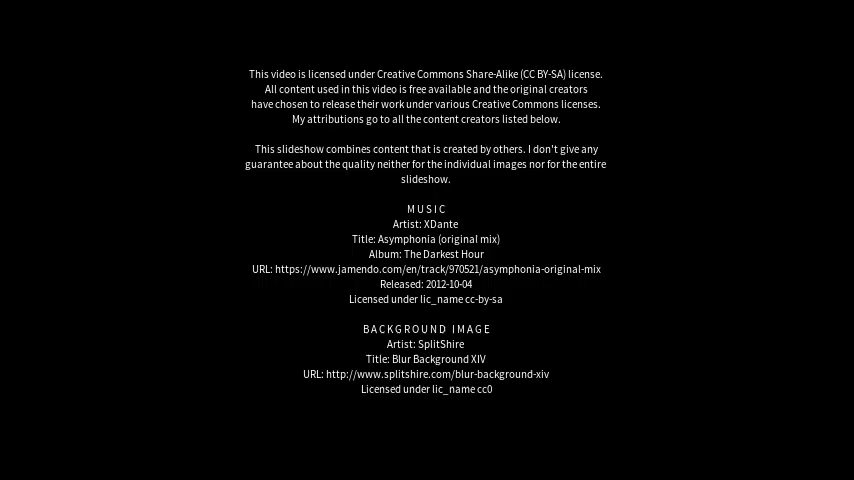 This video is licensed under Creative Commons Share-Alike (CC BY-SA) license.
All content used in this video is free available and the original creators
have chosen to release their work under various Creative Commons licenses.
My attributions go to all the content creators listed below.
This slideshow combines content that is created by others. I don't give any
guarantee about the quality neither for the individual images nor for the entire
slideshow.
MUSIC
Artist: XDante
Title: Asymphonia (original mix)
Album: The Darkest Hour
URL: https://www.jamendo.com/en/track/970521/asymphonia-original-mix
Released: 2012-10-04
Licensed under lic_name cc-by-sa
BACKGROUND IMAGE
Artist: SplitShire
Title: Blur Background XIV
URL: http://www.splitshire.com/blur-background-xiv
Licensed under lic_name cc0